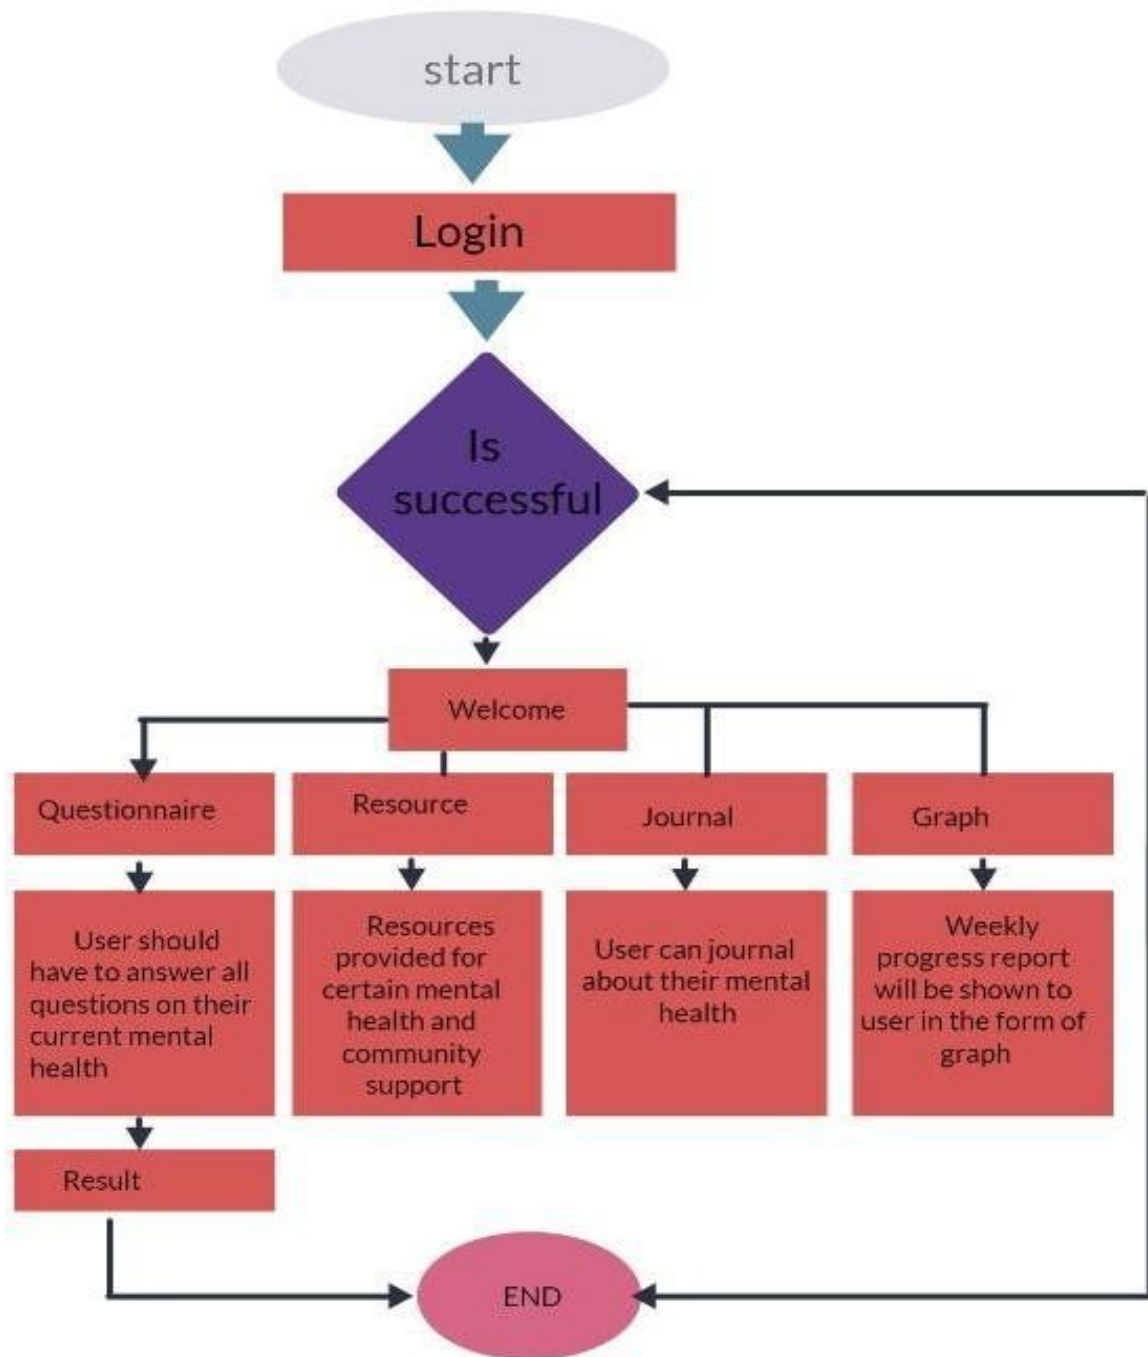 start
Login
Is
successful
Welcome
Questionnaire
Resource
Journal
Graph
User should
have to answer all
questions on their
current mental
health
Resources
provided for
certain mental
health and
community
support
User can journal
about their mental
health
Weekly
progress report
will be shown to
user in the form of
graph
Result
END